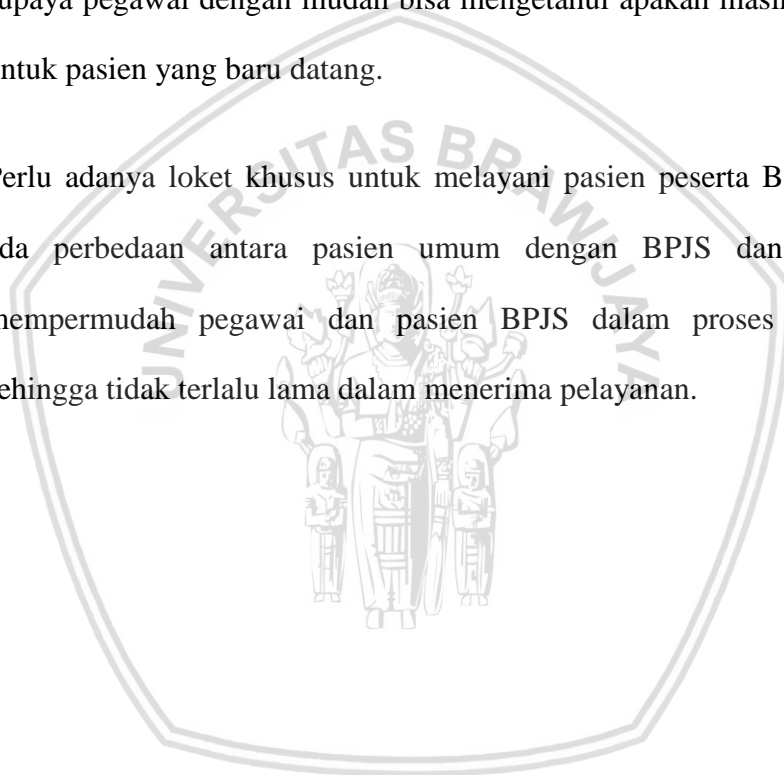 upaya pegawai dengan mudah bisa mengetahui apakah masih
ntuk pasien yang baru datang.
Perlu adanya loket khusus untuk melayani pasien peserta B
da perbedaan antara pasien umum dengan BPJS dan
mempermudah pegawai dan pasien BPJS dalam proses
sehingga tidak terlalu lama dalam menerima pelayanan.
UNIVERSITAS BRAWIJAYA